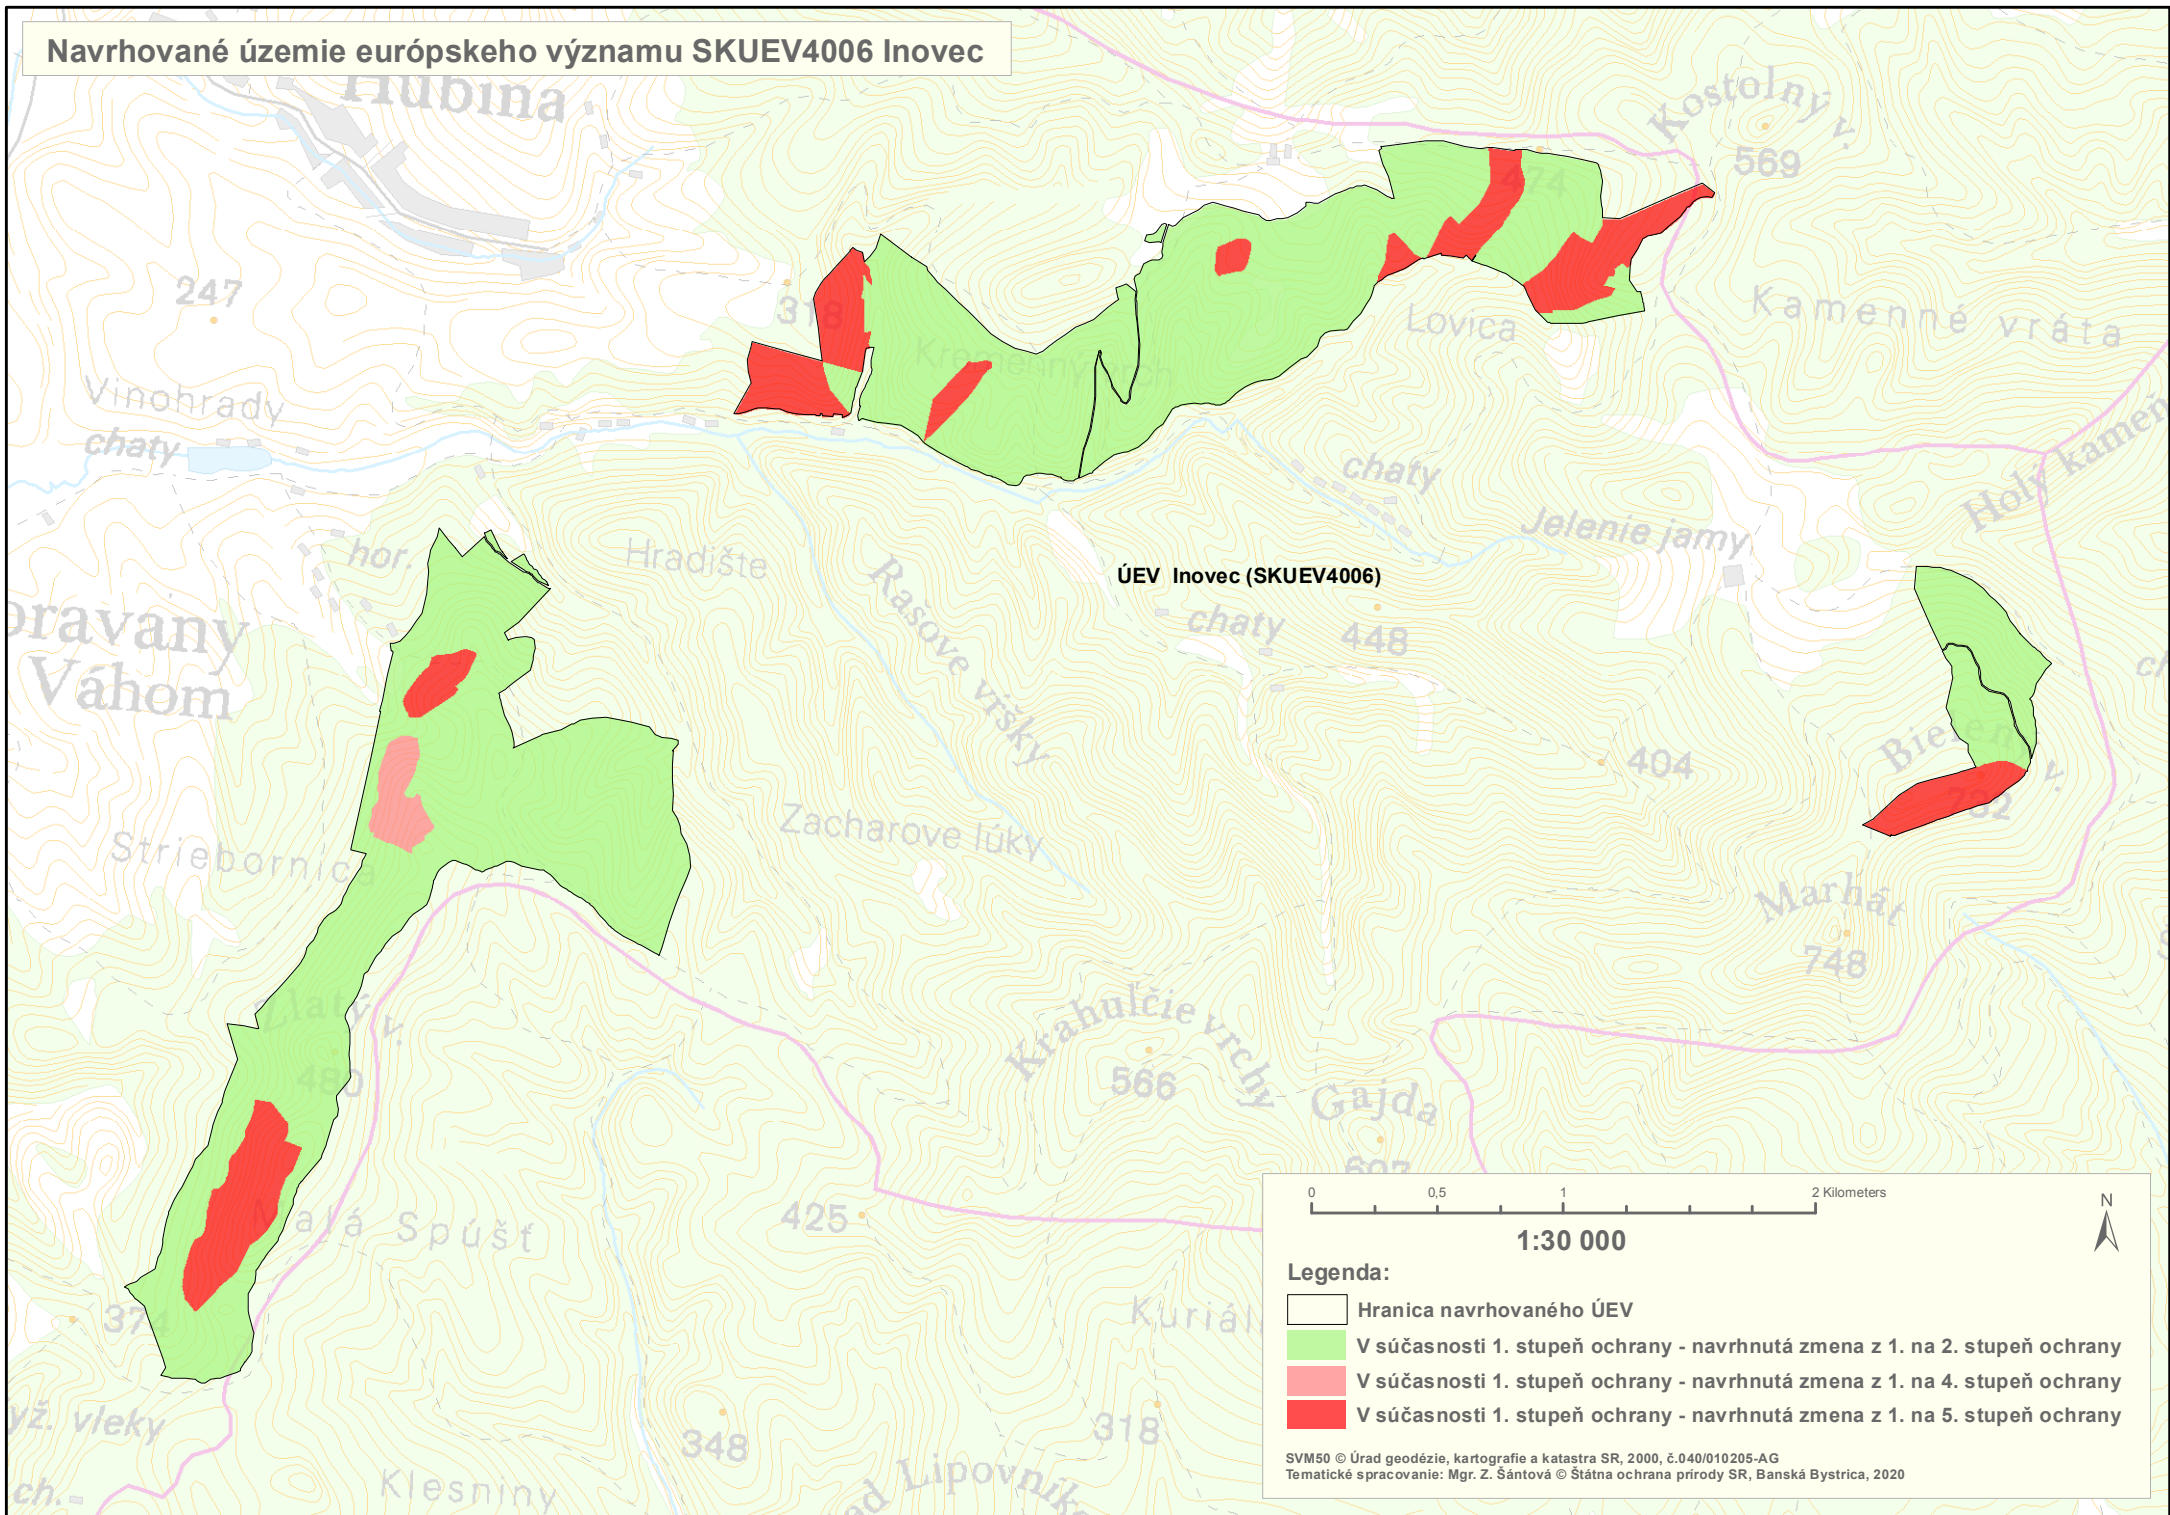 Navrhované územie európskeho významu SKUEV4006 Inovec
Hubina
Kostolný v.
569
474
247
318
Kamenné vráta
Lovica
Kremenný vrch
Vinohrady
chaty
chaty
Holý kameň
Jelenie jamy
hor.
Hradište
ÚEV Inovec (SKUEV4006)
Rašove vŕšky
chaty
448
Váhom
404
Biely v.
732
Striebornica
Zacharove lúky
Marhát
748
Zlatý v.
480
Krahuľčie vrchy
566
Gajda
607
Malá Spúšť
425
374
348
318
vleky
ch.
Klesniny
Lipovník
0 0,5 1 2 Kilometers
N
1:30 000
Legenda:
Hranica navrhovaného ÚEV
V súčasnosti 1. stupeň ochrany - navrhnutá zmena z 1. na 2. stupeň ochrany
V súčasnosti 1. stupeň ochrany - navrhnutá zmena z 1. na 4. stupeň ochrany
V súčasnosti 1. stupeň ochrany - navrhnutá zmena z 1. na 5. stupeň ochrany
SVM50 © Úrad geodézie, kartografie a katastra SR, 2000, č.040/010205-AG
Tematické spracovanie: Mgr. Z. Šántová © Štátna ochrana prírody SR, Banská Bystrica, 2020